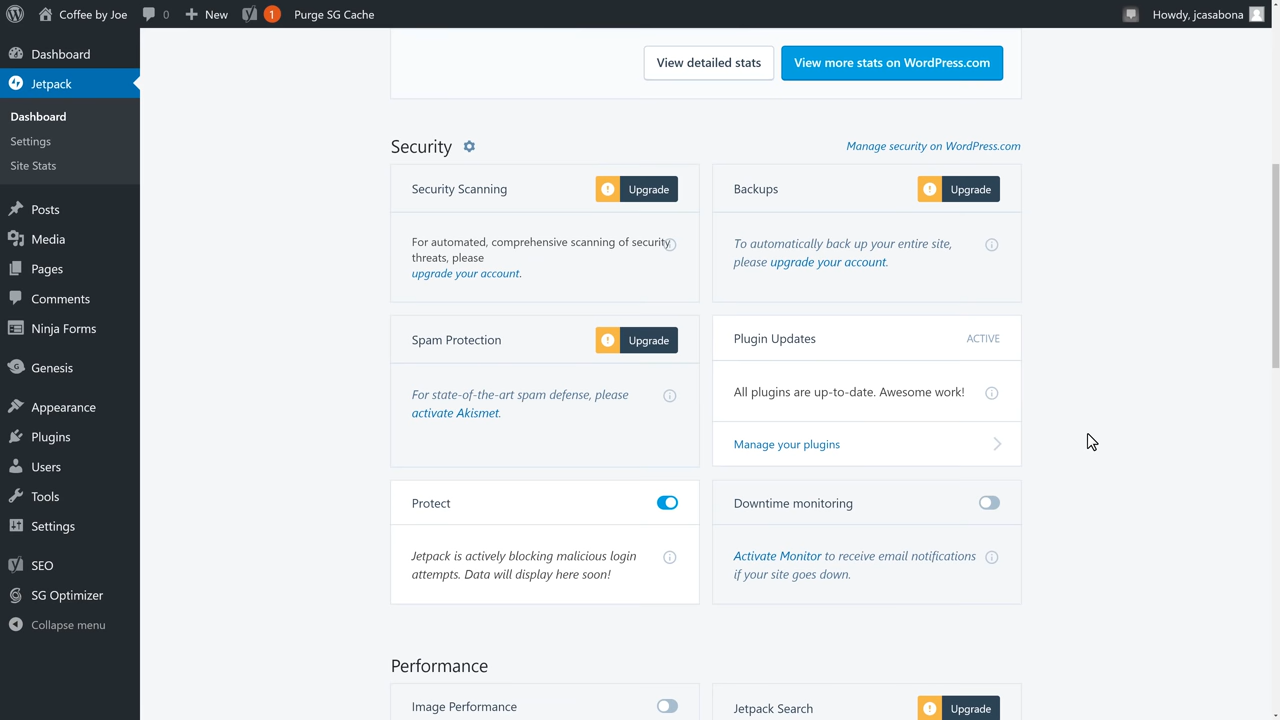 Coffee by Joe
0
New
1
Purge SG Cache
Howdy, jcasabona
Dashboard
Jetpack
Dashboard
Settings
Site Stats
Posts
Media
Pages
Comments
Ninja Forms
Genesis
Appearance
Plugins
Users
Tools
Settings
SEO
SG Optimizer
Collapse menu
View detailed stats
View more stats on WordPress.com
Security
Manage security on WordPress.com
Security Scanning
Upgrade
For automated, comprehensive scanning of security
threats, please
upgrade your account.
Backups
Upgrade
To automatically back up your entire site,
please upgrade your account.
Spam Protection
Upgrade
For state-of-the-art spam defense, please
activate Akismet.
Plugin Updates
ACTIVE
All plugins are up-to-date. Awesome work!
Manage your plugins
Protect
Jetpack is actively blocking malicious login
attempts. Data will display here soon!
Downtime monitoring
Activate Monitor to receive email notifications
if your site goes down.
Performance
Image Performance
Jetpack Search
Upgrade